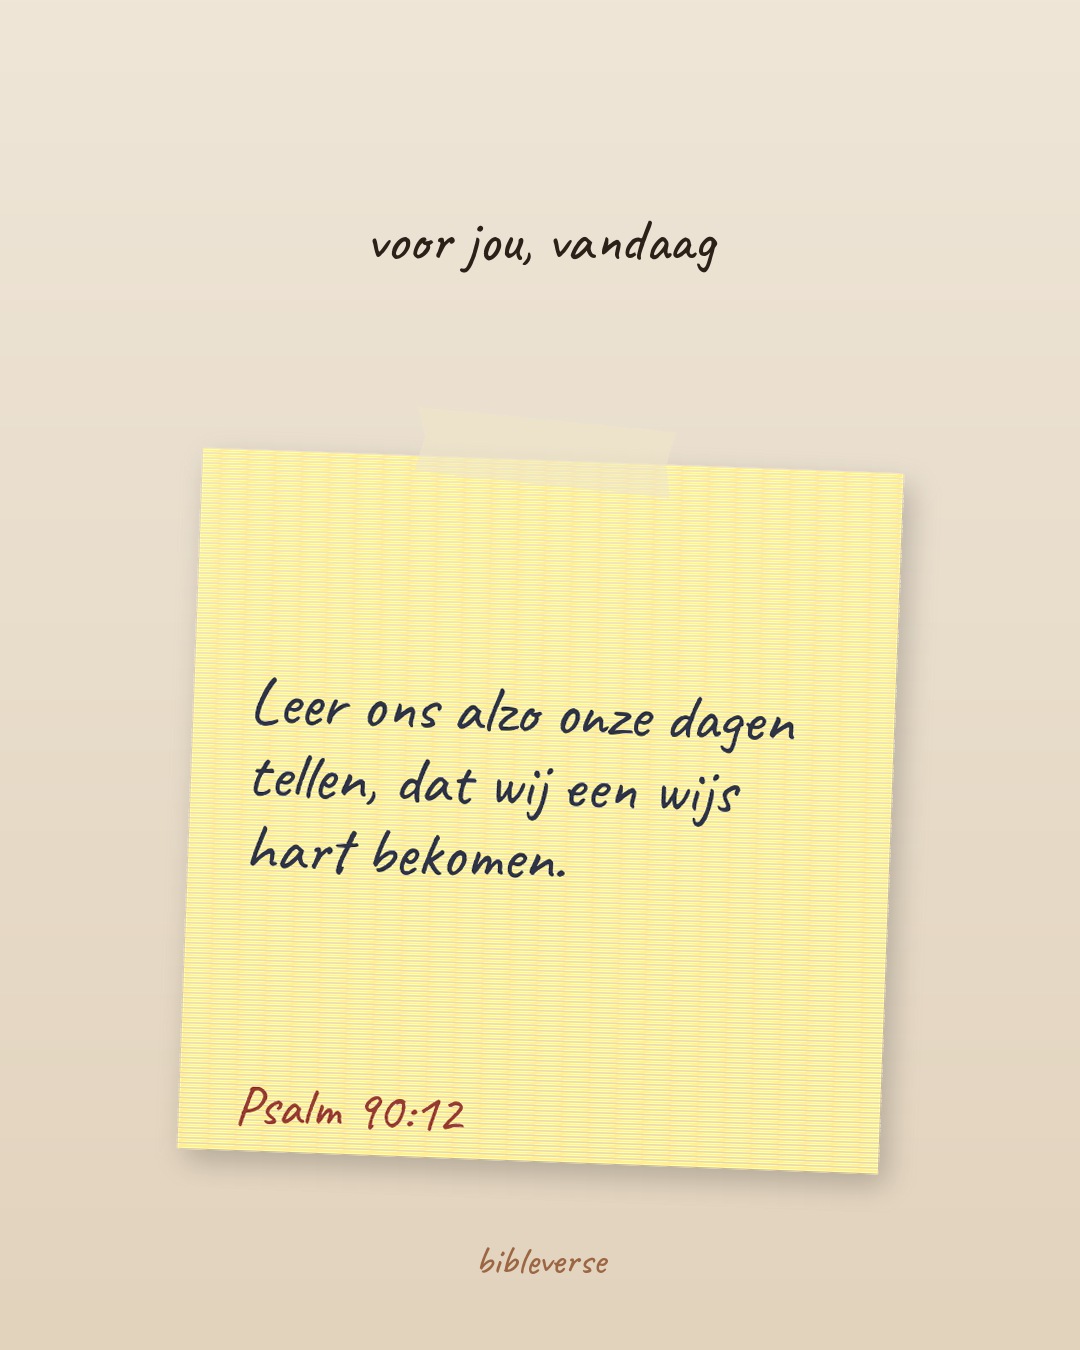 voor jou, vandaag
Leer ons alzo onze dagen
tellen, dat wij een wijs
hart bekomen.
Psalm 90:12
bibleverse